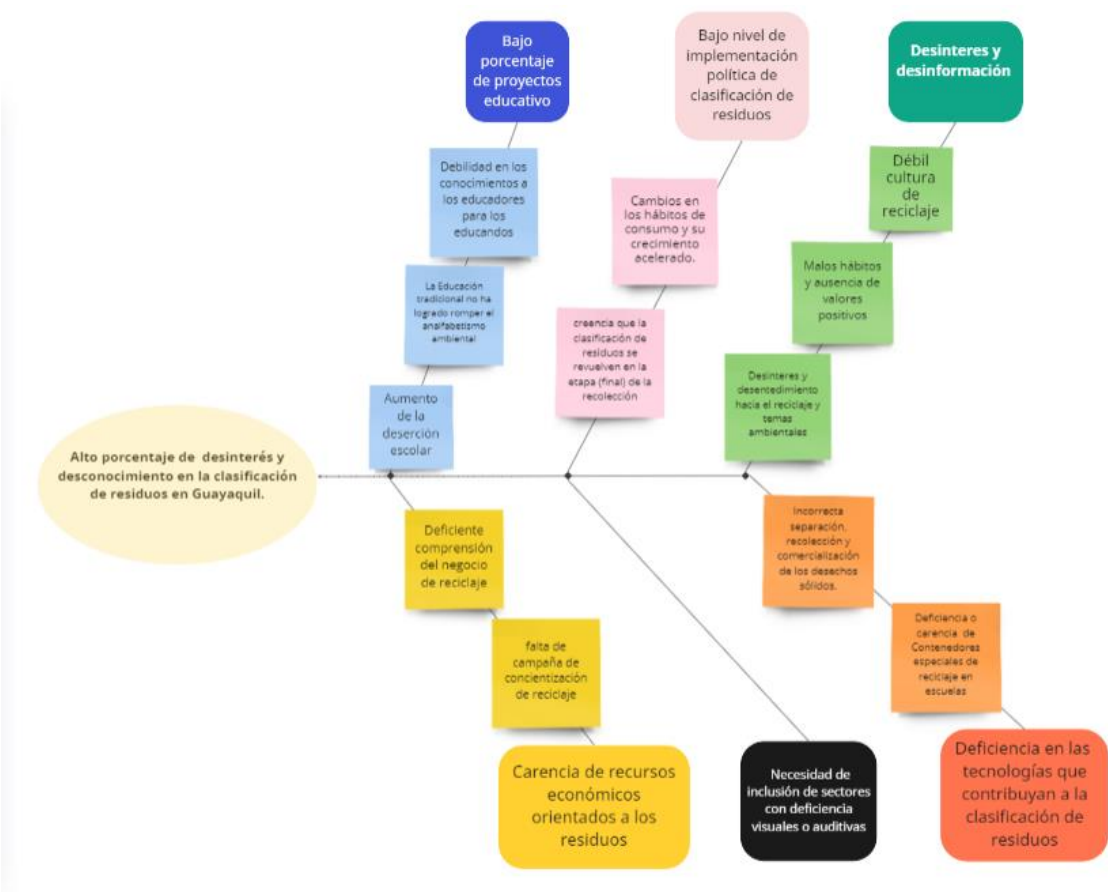 Bajo
porcentaje
de proyectos
educativo
Bajo nivel de
implementación
política de
clasificación de
residuos
Desinteres y
desinformación
Debilidad en los
conocimientos a
los educadores
para los
educandos
Cambios en
los hábitos de
consumo y su
crecimiento
acelerado.
Débil
cultura
de
reciclaje
La Educación
tradicional no ha
logrado romper el
analfabetismo
ambiental
creencia que la
clasificación de
residuos se
revuelven en la
etapa (final) de la
recolección
Malos hábitos
y ausencia de
valores
positivos
Aumento
de la
deserción
escolar
Desinteres y
desentedimiento
hacia el reciclaje y
temas
ambientales
Alto porcentaje de desinterés y
desconocimiento en la clasificación
de residuos en Guayaquil.
Deficiente
comprensión
del negocio
de reciclaje
Incorrecta
separación,
recolección y
comercialización
de los desechos
sólidos.
falta de
campaña de
concientización
de reciclaje
Deficiencia o
carencia de
Contenedores
especiales de
reciclaje en
escuelas
Carencia de recursos
económicos
orientados a los
residuos
Necesidad de
inclusión de sectores
con deficiencia
visuales o auditivas
Deficiencia en las
tecnologías que
contribuyan a la
clasificación de
residuos